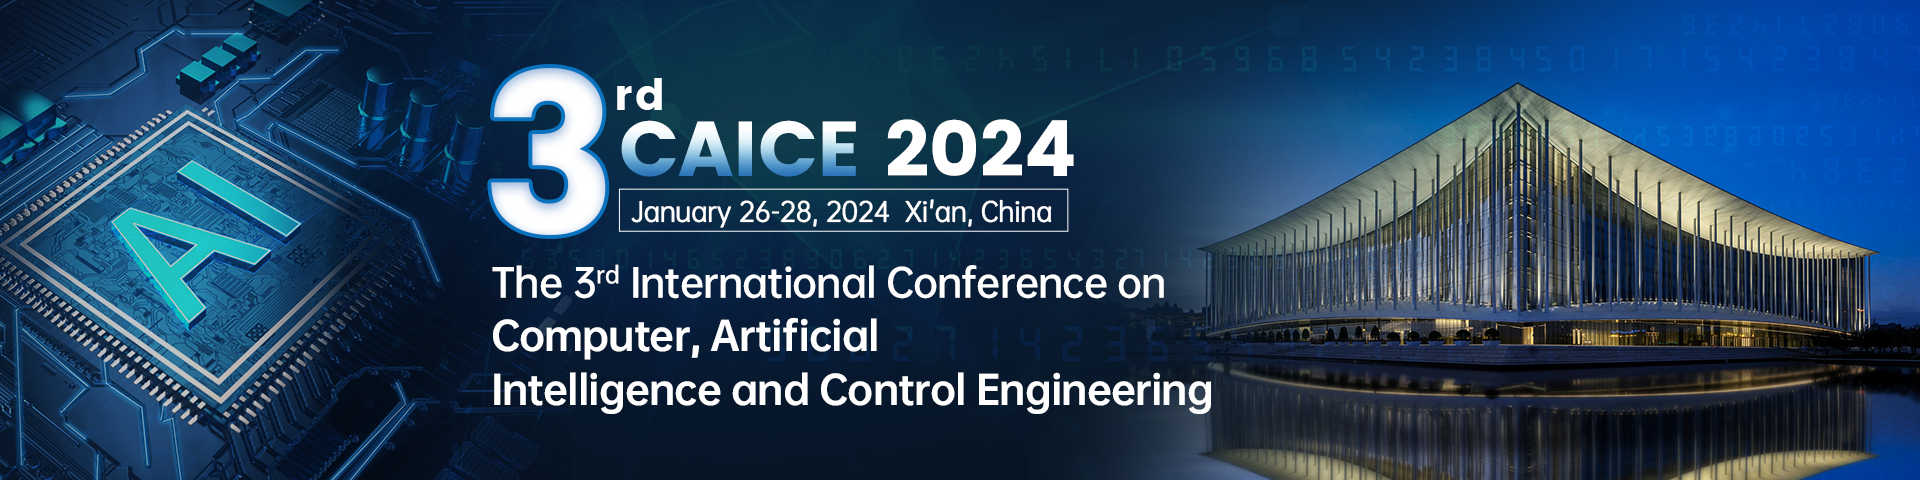 AI
3rd
CAICE 2024
January 26-28, 2024 Xi'an, China
The 3rd International Conference on
Computer, Artificial
Intelligence and Control Engineering